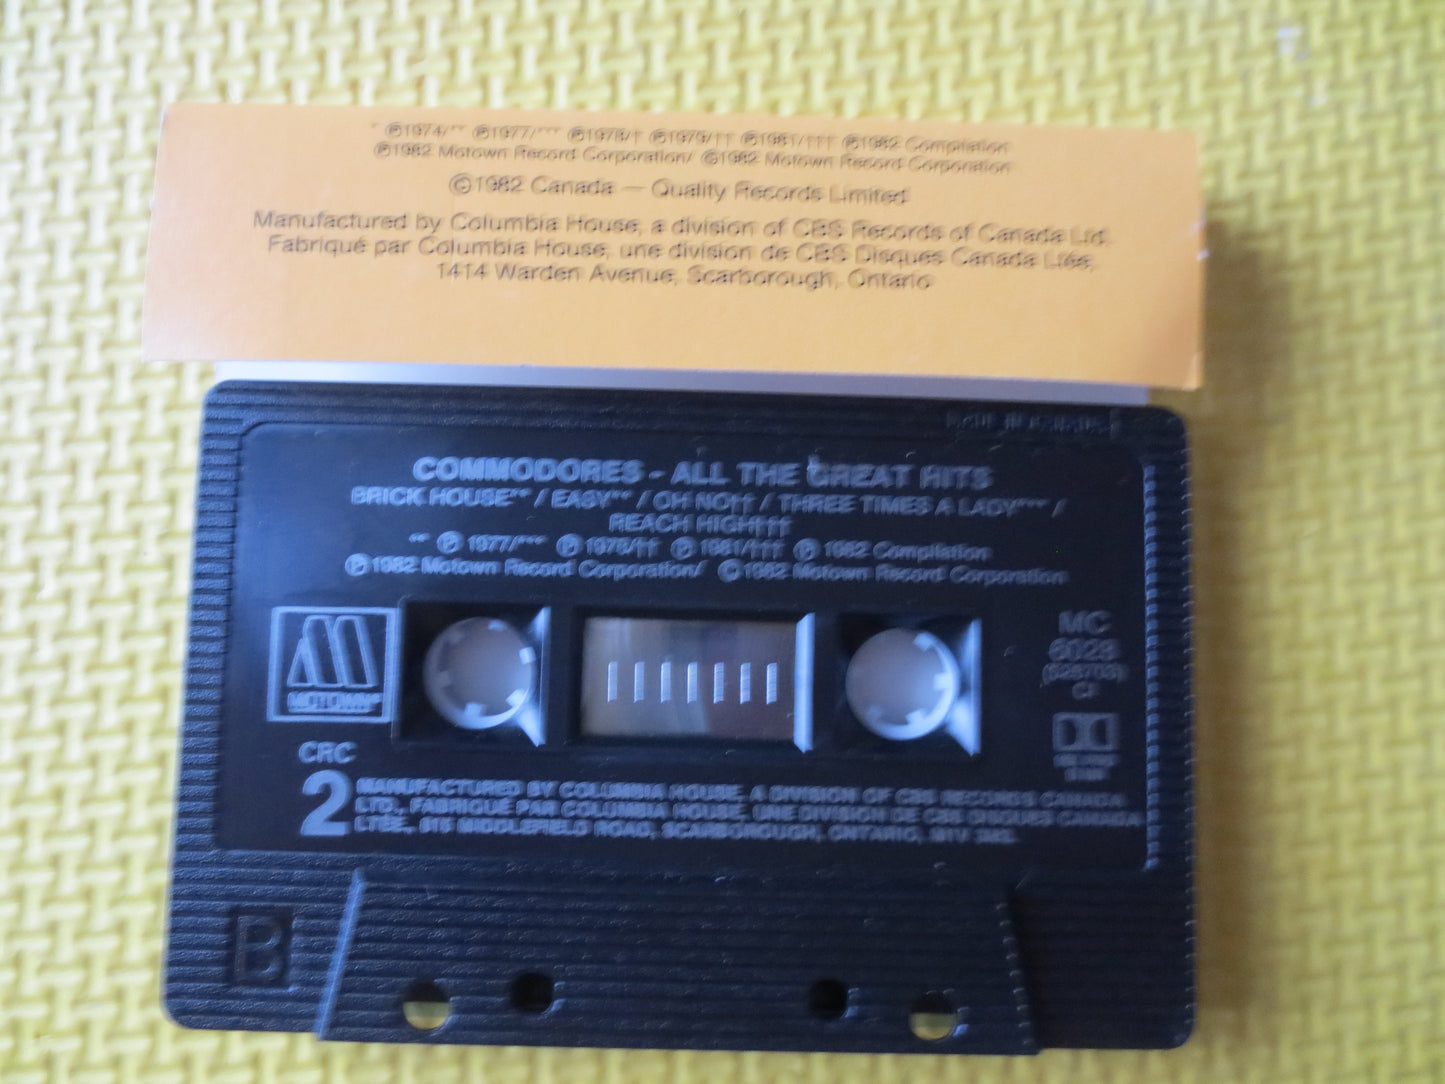 * ℗1974/** ℗1977/*** ℗1978/† ℗1979/†† ℗1981/††† ℗1982 Compilation
℗1982 Motown Record Corporation/ ©1982 Motown Record Corporation
©1982 Canada — Quality Records Limited
Manufactured by Columbia House, a division of CBS Records of Canada Ltd.
Fabriqué par Columbia House, une division de CBS Disques Canada Ltée,
1414 Warden Avenue, Scarborough, Ontario
MADE IN CANADA
COMMODORES - ALL THE GREAT HITS
BRICK HOUSE** / EASY** / OH NO†† / THREE TIMES A LADY*** /
REACH HIGH†††
** ℗ 1977/*** ℗ 1978/†† ℗ 1981/††† ℗ 1982 Compilation
℗1982 Motown Record Corporation/ ©1982 Motown Record Corporation
MOTOWN
MC
6028
CRC
2
MANUFACTURED BY COLUMBIA HOUSE, A DIVISION OF CBS RECORDS CANADA
LTD., FABRIQUÉ PAR COLUMBIA HOUSE, UNE DIVISION DE CBS DISQUES CANADA
LTÉE., MIDDLEFIELD ROAD, SCARBOROUGH, ONTARIO, M1V
B